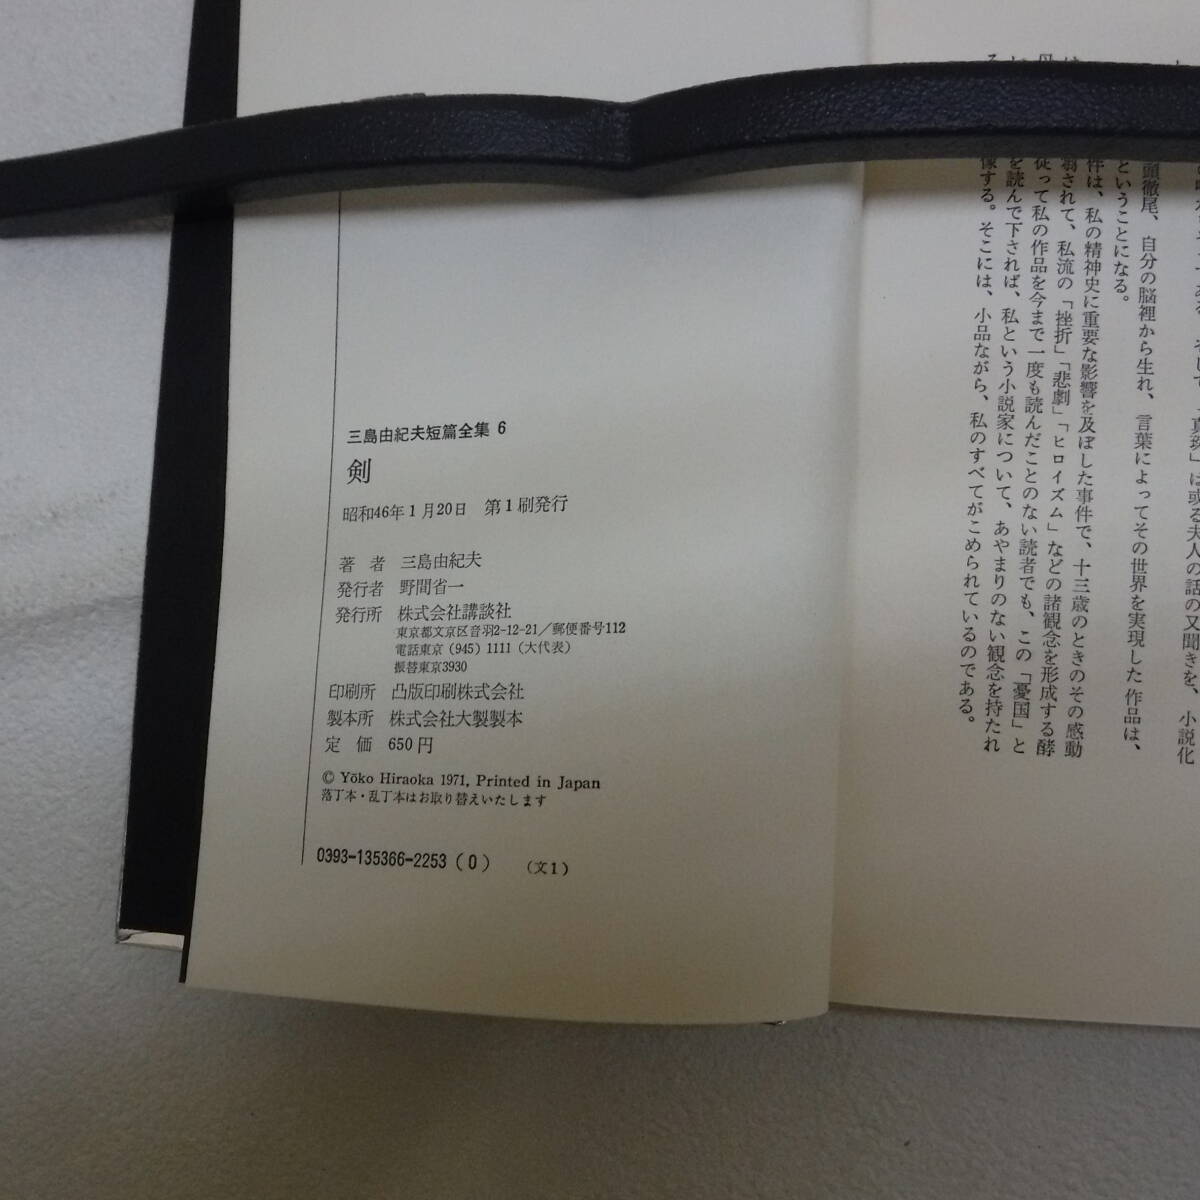 頭徹尾、自分の脳裡から生れ、言葉によってその世界を実現した作品は、
ということになる。
件は、私の精神史に重要な影響を及ぼした事件で、十三歳のときのその感動
されて、私流の「挫折」「悲劇」「ヒロイズム」などの諸観念を形成する酵
従って私の作品を今まで一度も読んだことのない読者でも、この「憂国」と
を読んで下されば、私という小説家について、あやまりのない観念を持たれ
像する。そこには、小品ながら、私のすべてがこめられているのである。
三島由紀夫短篇全集 6
剣
昭和46年1月20日 第1刷発行
著者 三島由紀夫
発行者 野間省一
発行所 株式会社講談社
東京都文京区音羽2-12-21／郵便番号112
電話東京（945）1111（大代表）
振替東京3930
印刷所 凸版印刷株式会社
製本所 株式会社大製製本
定価 650円
© Yōko Hiraoka 1971, Printed in Japan
落丁本・乱丁本はお取り替えいたします
0393-135366-2253（0） （文1）